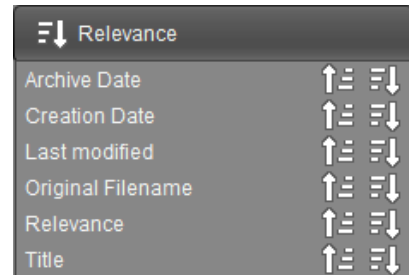 Relevance
Archive Date
Creation Date
Last modified
Original Filename
Relevance
Title